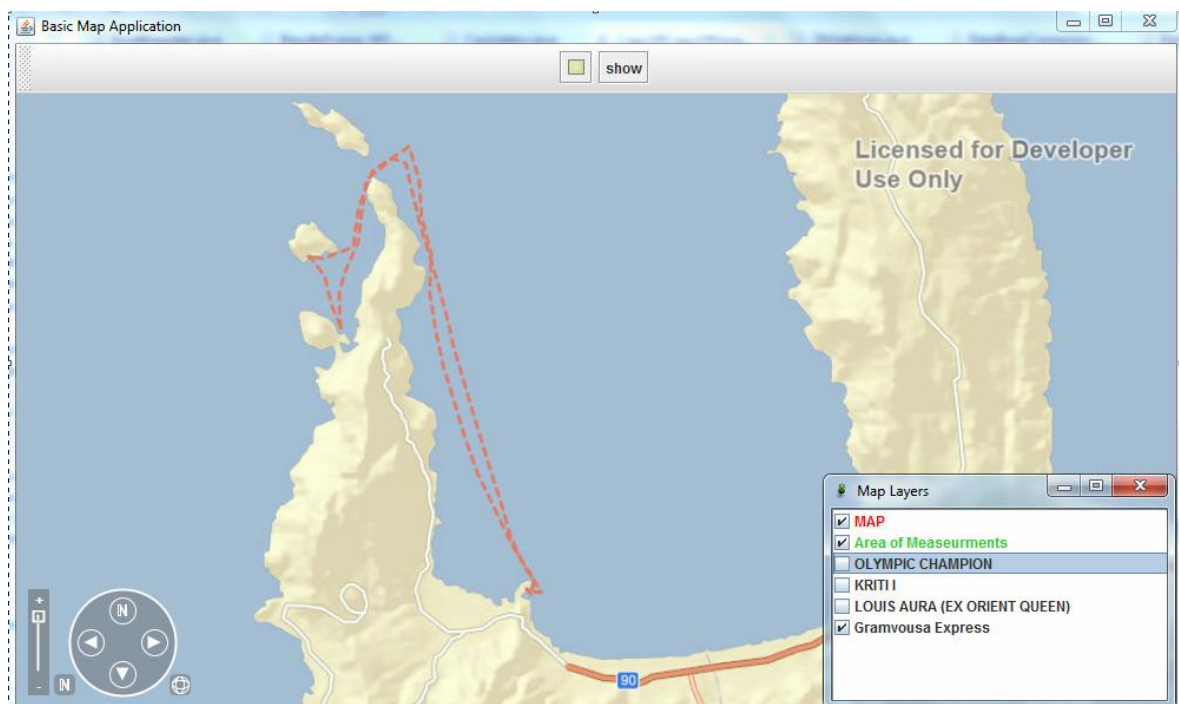 Basic Map Application
show
Licensed for Developer
Use Only
Map Layers
MAP
Area of Measeurments
OLYMPIC CHAMPION
KRITI I
LOUIS AURA (EX ORIENT QUEEN)
Gramvousa Express
+
N
-
N
90